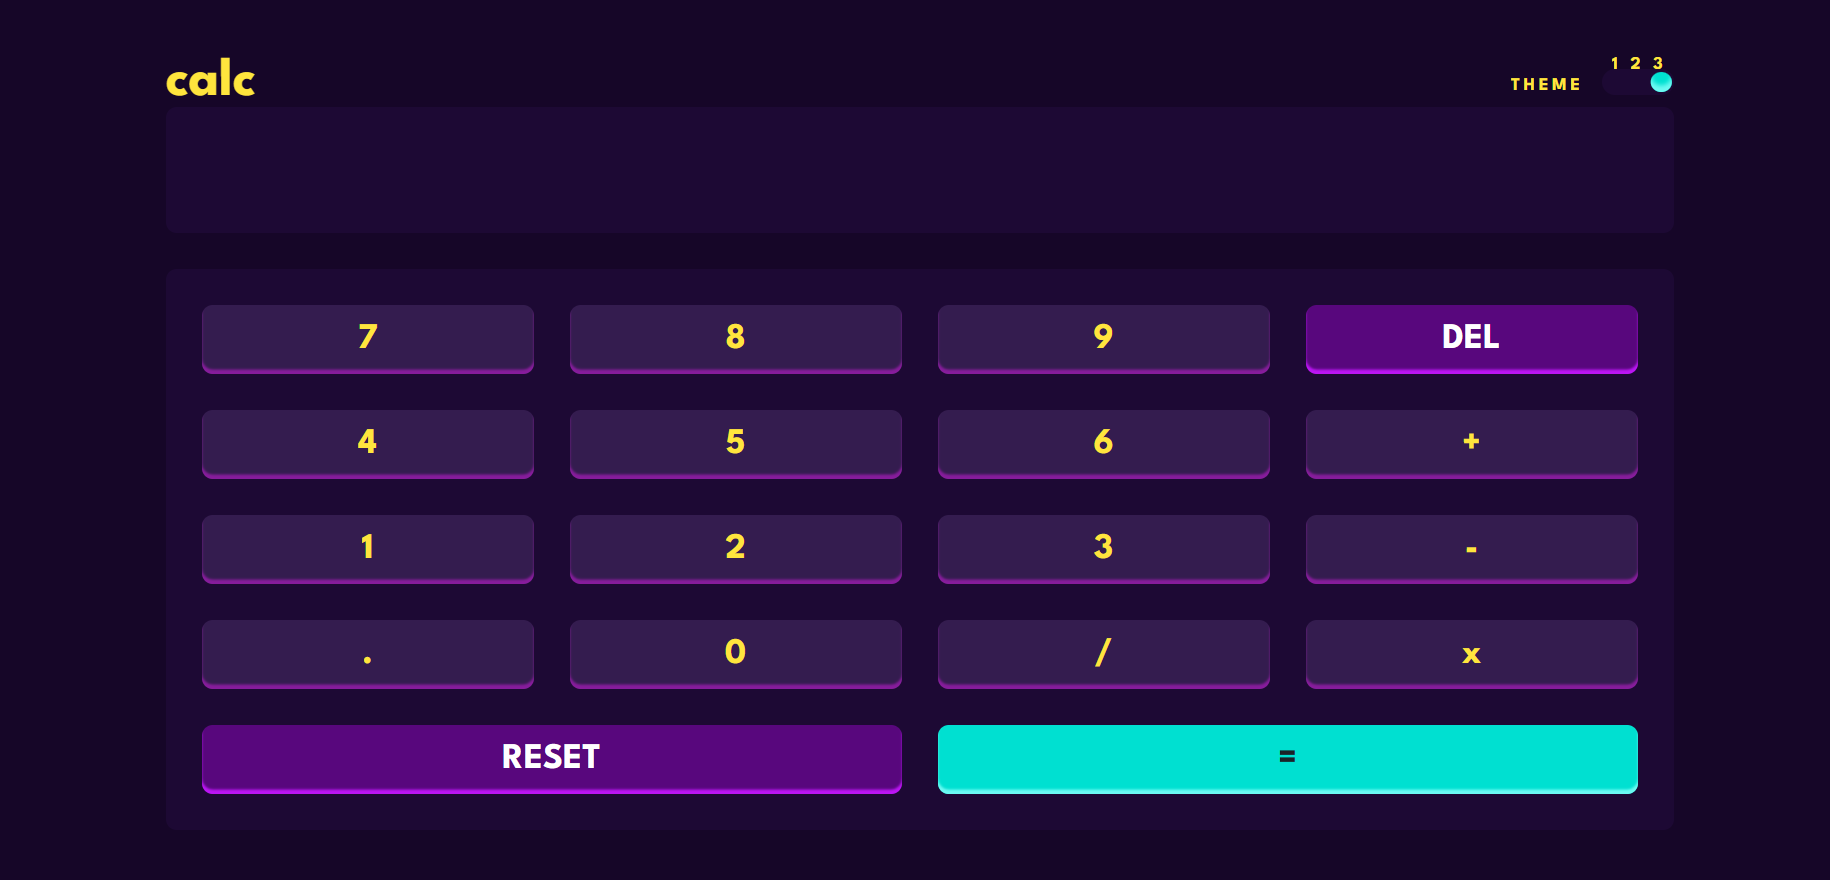 calc
1 2 3
THEME
7 8 9 DEL
4 5 6 +
1 2 3 -
. 0 / x
RESET =